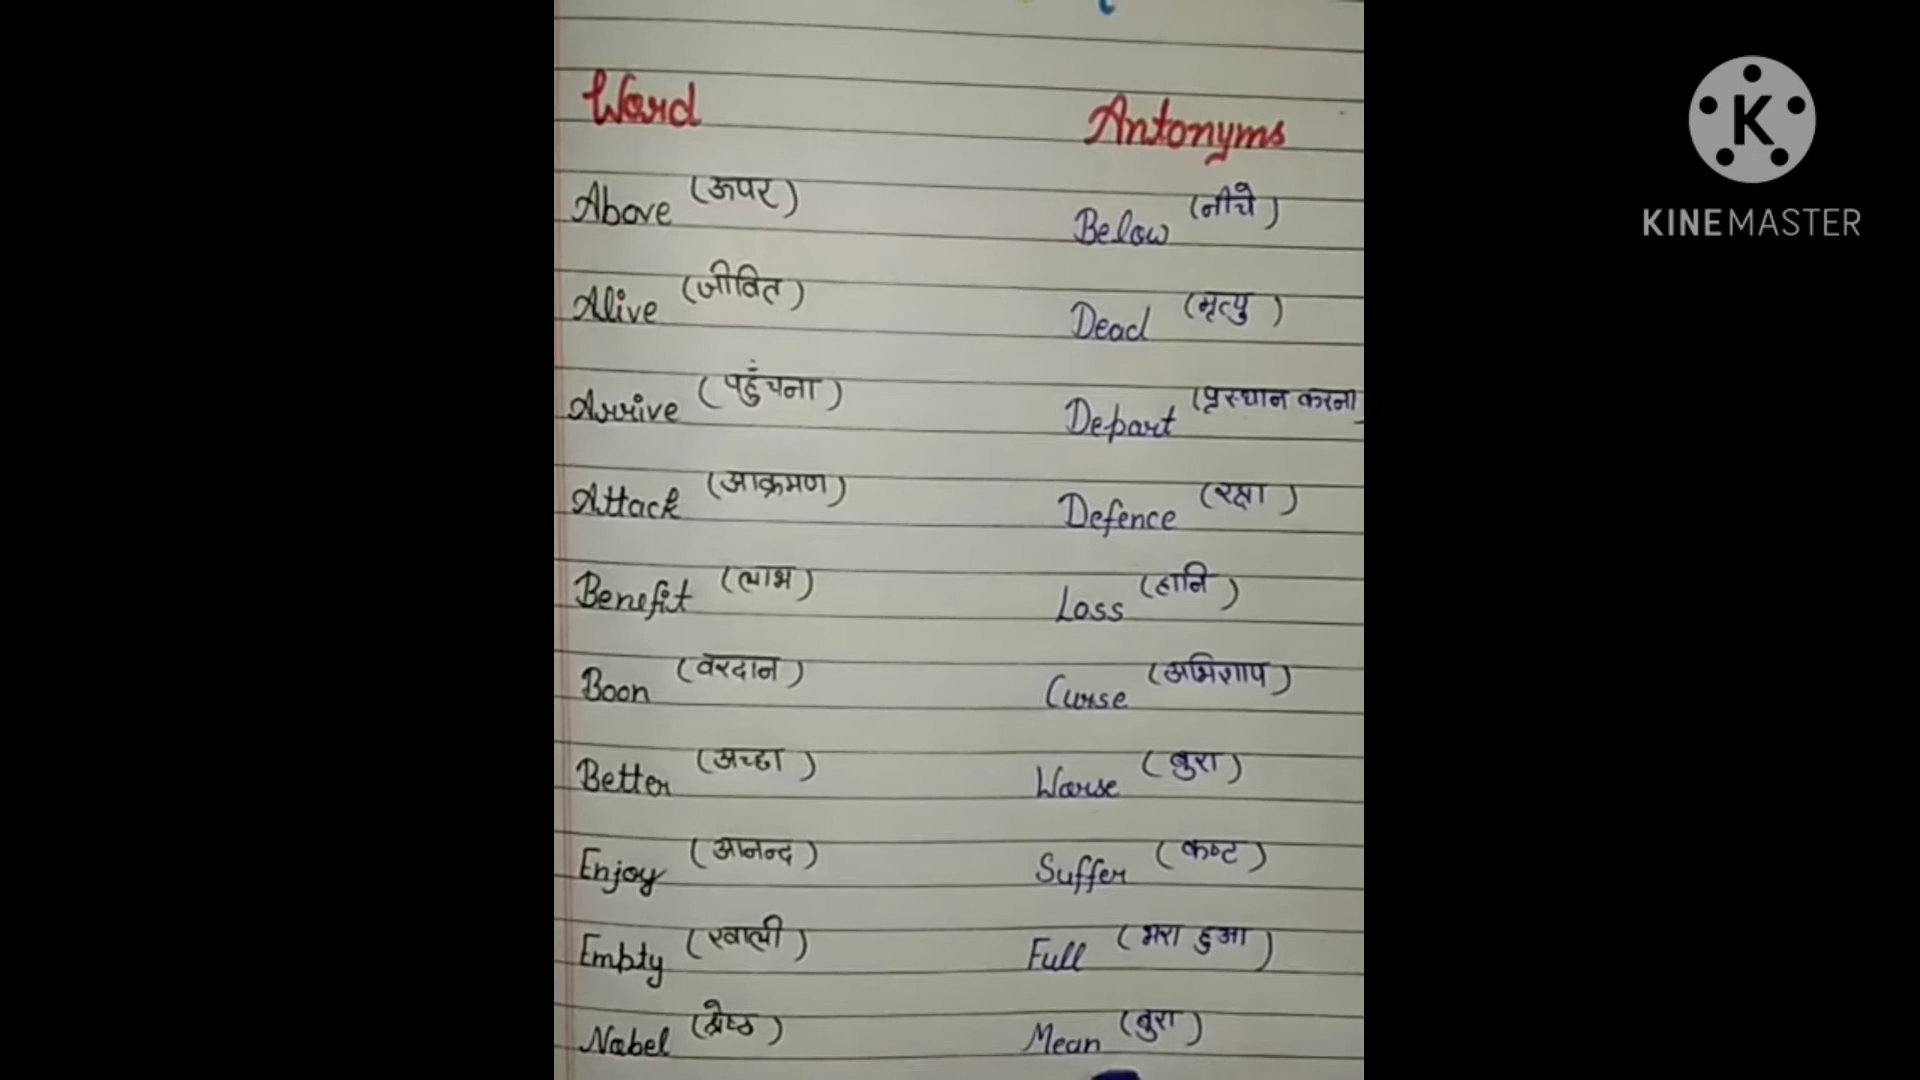 Word Antonyms
Above (ऊपर) Below (नीचे)
Alive (जीवित) Dead (मृत्यु)
Arrive (पहुंचना) Depart (प्रस्थान करना
Attack (आक्रमण) Defence (रक्षा)
Benefit (लाभ) Loss (हानि)
Boon (वरदान) Curse (अभिशाप)
Better (अच्छा) Worse (बुरा)
Enjoy (आनन्द) Suffer (कष्ट)
Empty (खाली) Full (भरा हुआ)
Nobel (श्रेष्ठ) Mean (बुरा)
K
KINEMASTER